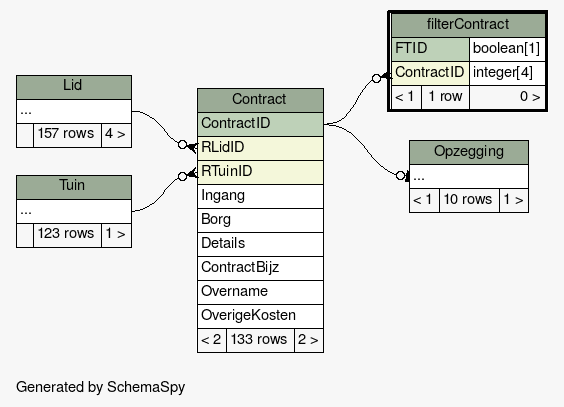 filterContract
FTID boolean[1]
ContractID integer[4]
< 1 1 row 0 >
Lid
...
157 rows 4 >
Tuin
...
123 rows 1 >
Contract
ContractID
RLidID
RTuinID
Ingang
Borg
Details
ContractBijz
Overname
OverigeKosten
< 2 133 rows 2 >
Opzegging
...
< 1 10 rows 1 >
Generated by SchemaSpy